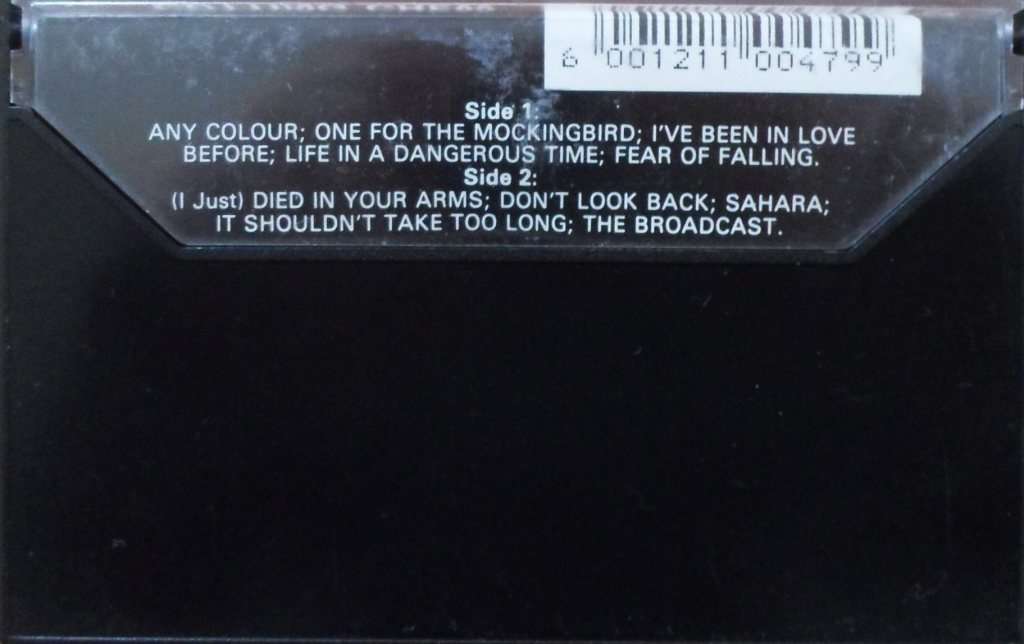 6 001211 004799
Side 1:
ANY COLOUR; ONE FOR THE MOCKINGBIRD; I'VE BEEN IN LOVE
BEFORE; LIFE IN A DANGEROUS TIME; FEAR OF FALLING.
Side 2:
(I Just) DIED IN YOUR ARMS; DON'T LOOK BACK; SAHARA;
IT SHOULDN'T TAKE TOO LONG; THE BROADCAST.